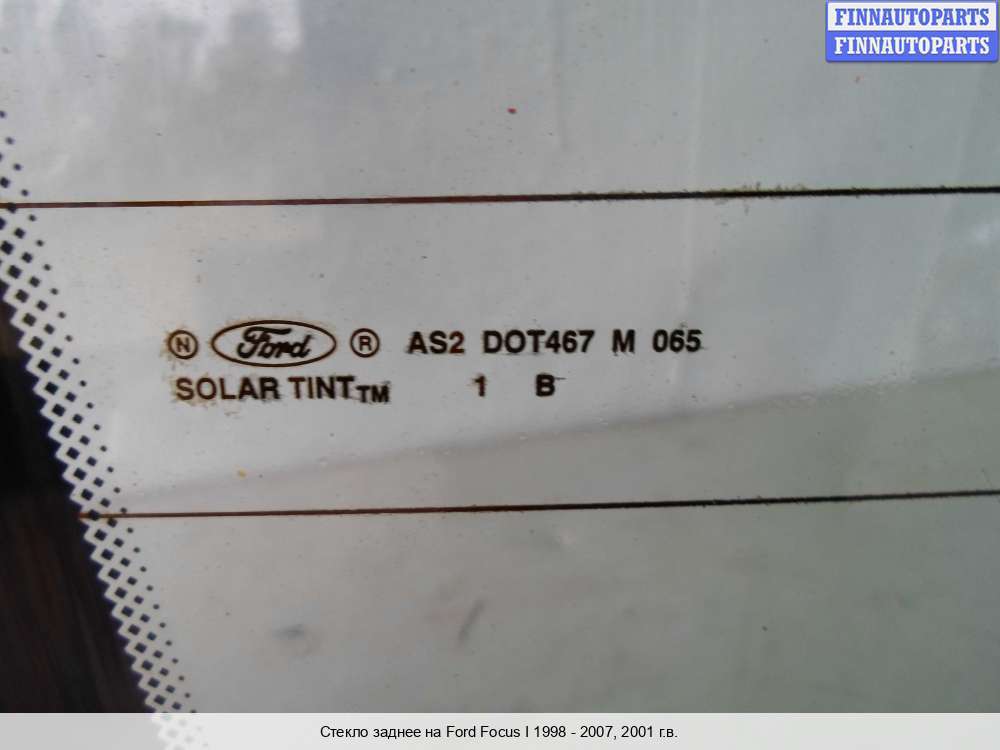 FINNAUTOPARTS
FINNAUTOPARTS
N Ford ® AS2 DOT467 M 065
SOLAR TINT™ 1 B
Стекло заднее на Ford Focus I 1998 - 2007, 2001 г.в.